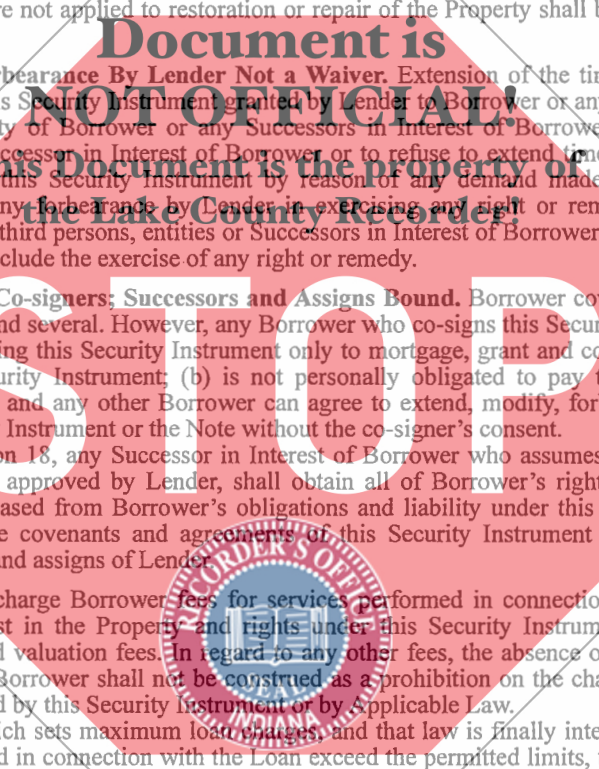 re not applied to restoration or repair of the Property shall b
Document is
rbearance By Lender Not a Waiver. Extension of the tim
s Security Instrument granted by Lender to Borrower or any
NOT OFFICIAL!
ty of Borrower or any Successors in Interest of Borrowe
ccessor in Interest of Borrower or to refuse to extend time
his Document is the property of
this Security Instrument by reason of any demand made
ny forbearance by Lender in exercising any right or rem
the Lake County Recorder!
third persons, entities or Successors in Interest of Borrower
clude the exercise of any right or remedy.
Co-signers; Successors and Assigns Bound. Borrower cov
nd several. However, any Borrower who co-signs this Secur
ing this Security Instrument only to mortgage, grant and co
STOP
urity Instrument; (b) is not personally obligated to pay t
and any other Borrower can agree to extend, modify, forb
Instrument or the Note without the co-signer's consent.
on 18, any Successor in Interest of Borrower who assumes
approved by Lender, shall obtain all of Borrower's right
ased from Borrower's obligations and liability under this
e covenants and agreements of this Security Instrument
and assigns of Lender.
RECORDER'S OFFICE
charge Borrower fees for services performed in connectio
st in the Property and rights under this Security Instrum
d valuation fees. In regard to any other fees, the absence o
Borrower shall not be construed as a prohibition on the cha
SEAL
d by this Security Instrument or by Applicable Law.
INDIANA
ich sets maximum loan charges, and that law is finally inte
d in connection with the Loan exceed the permitted limits,